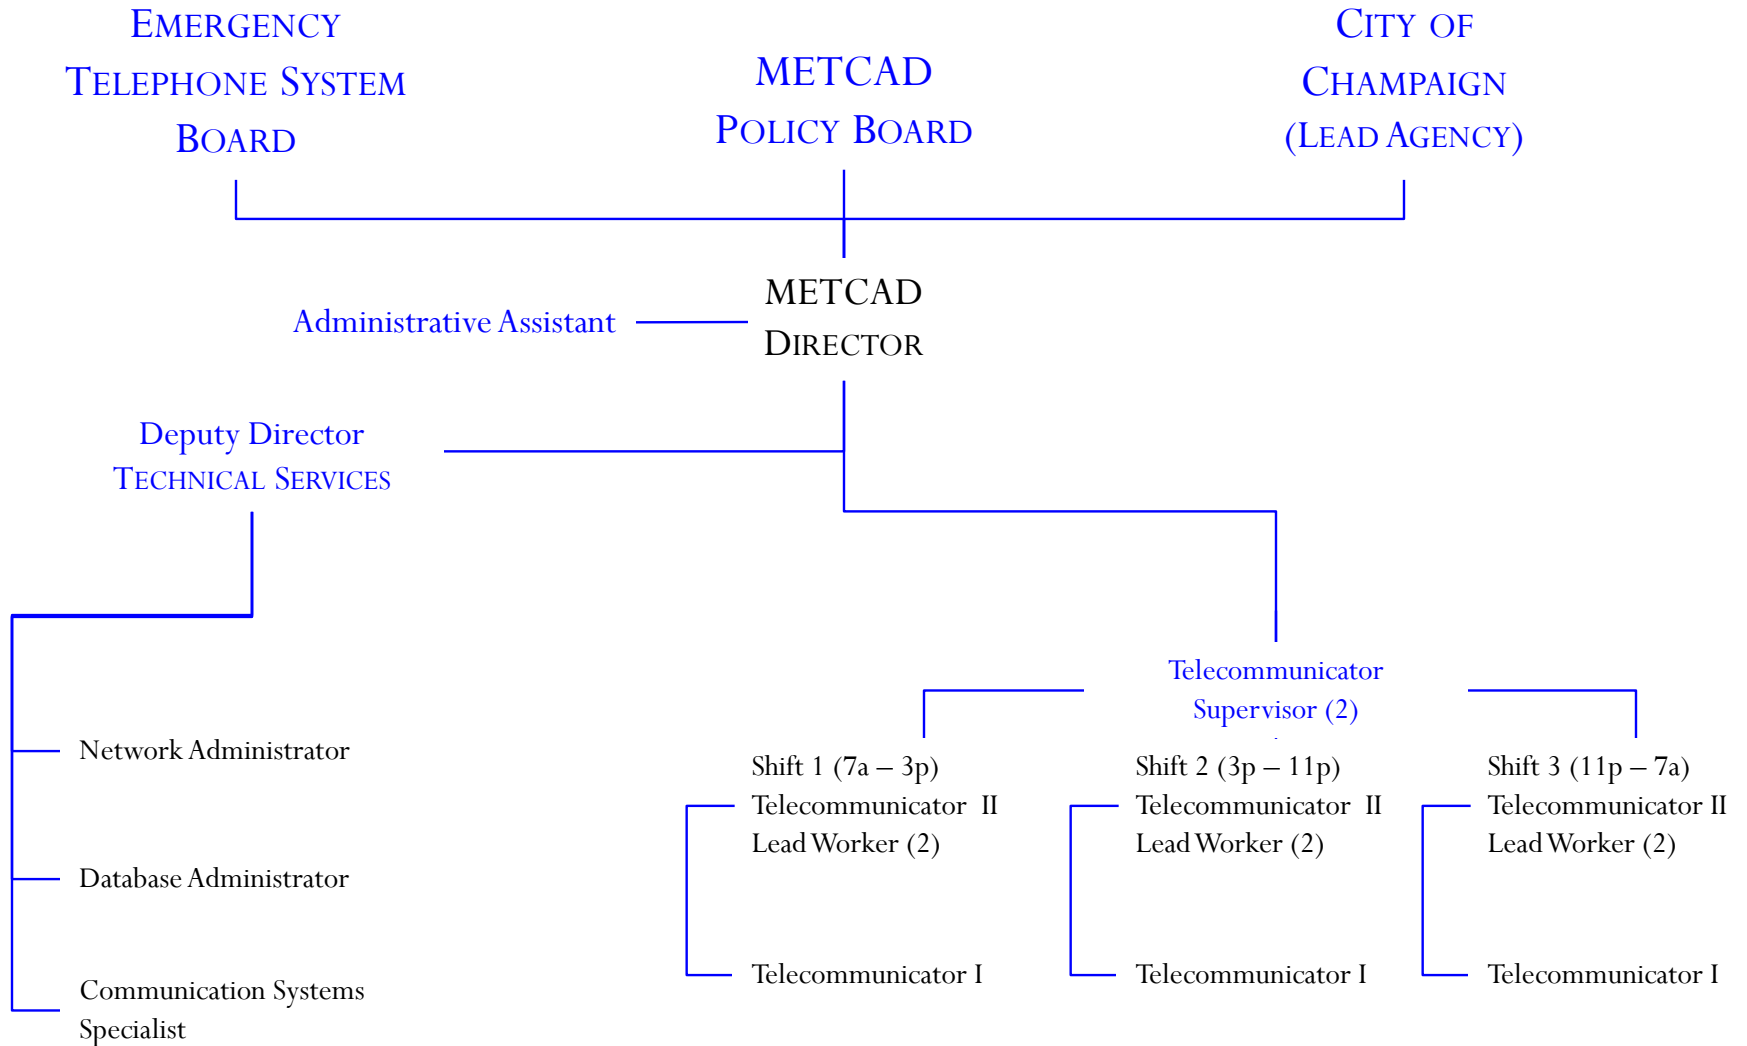 EMERGENCY
TELEPHONE SYSTEM
BOARD
METCAD
POLICY BOARD
CITY OF
CHAMPAIGN
(LEAD AGENCY)
Administrative Assistant
METCAD
DIRECTOR
Deputy Director
TECHNICAL SERVICES
Network Administrator
Database Administrator
Communication Systems
Specialist
Telecommunicator
Supervisor (2)
Shift 1 (7a – 3p)
Telecommunicator II
Lead Worker (2)
Telecommunicator I
Shift 2 (3p – 11p)
Telecommunicator II
Lead Worker (2)
Telecommunicator I
Shift 3 (11p – 7a)
Telecommunicator II
Lead Worker (2)
Telecommunicator I